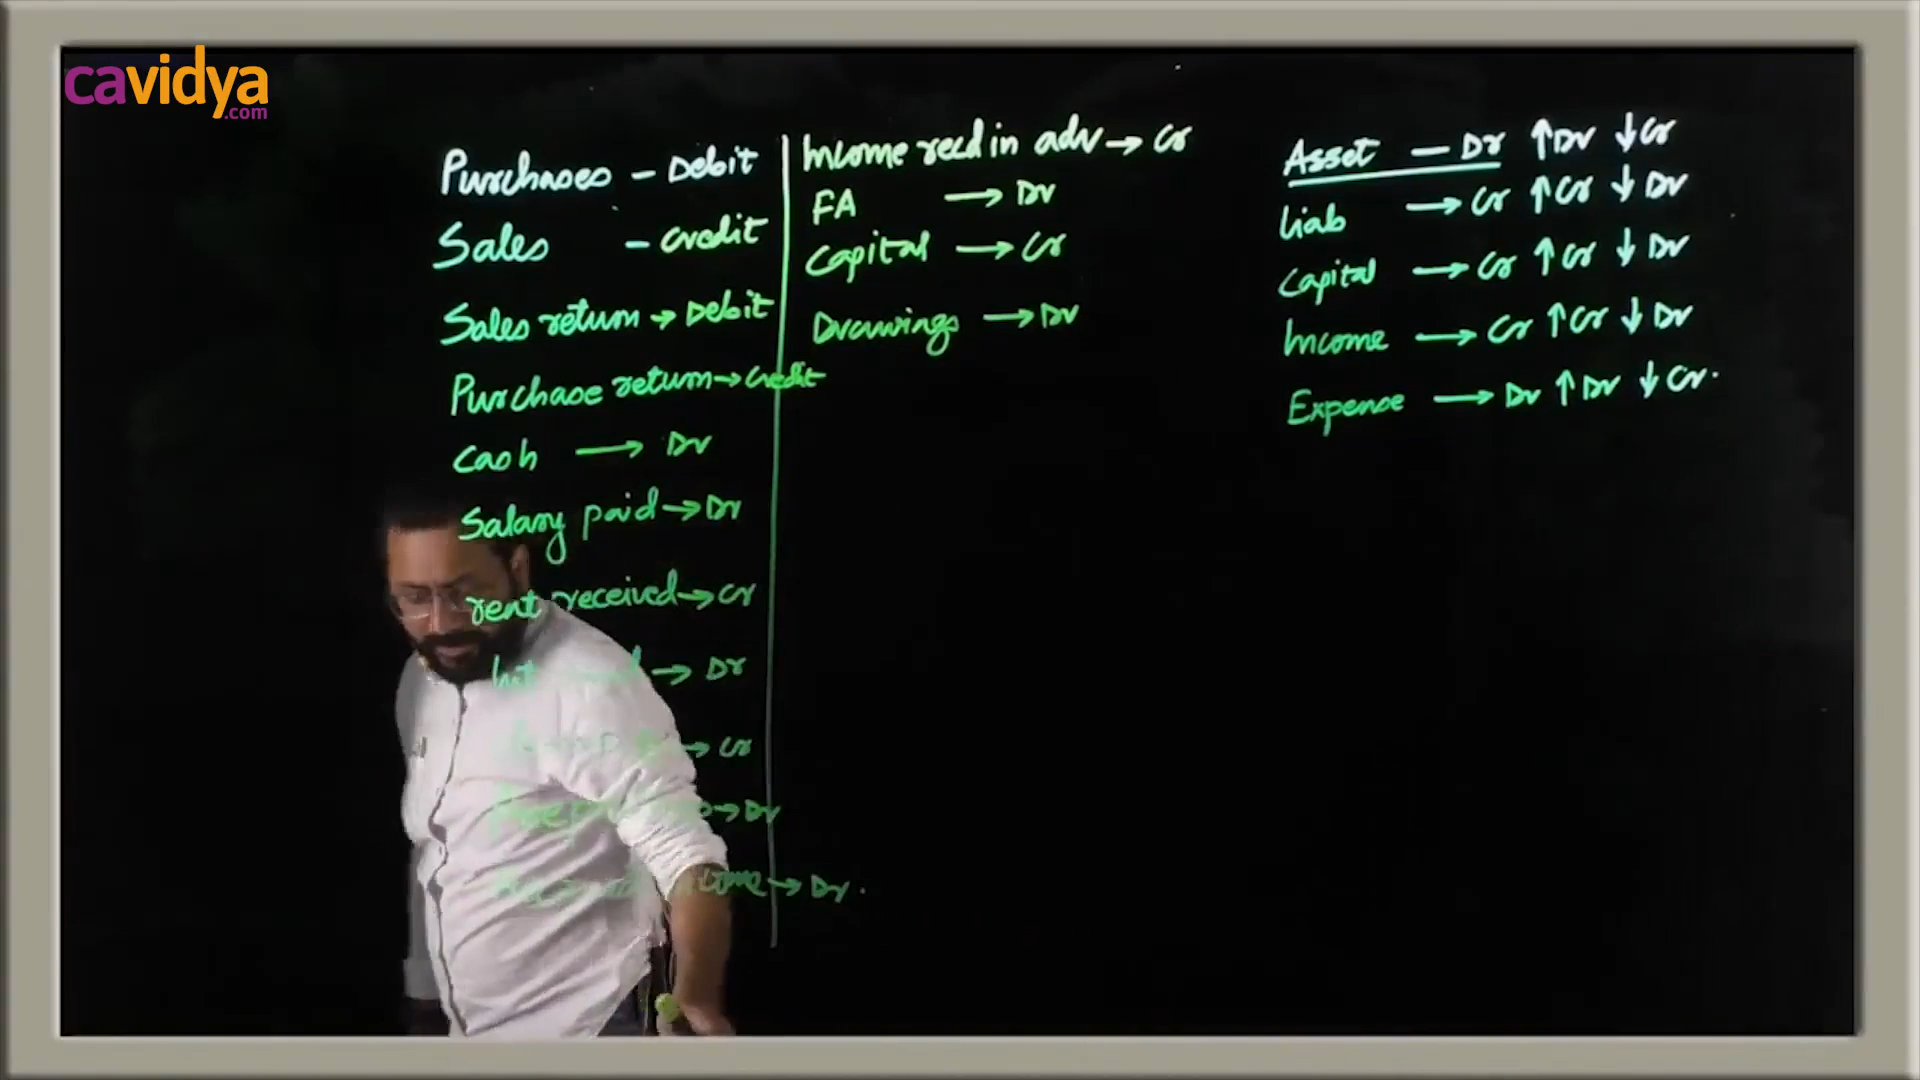 cavidya
.com
Purchases - Debit
Sales - Credit
Sales return → Debit
Purchase return → Credit
Cash → Dr
Salary paid → Dr
rent received → Cr
Int → Dr
→ Cr
→ Dr
→ Dr.
Income recd in adv → Cr
FA → Dr
Capital → Cr
Drawings → Dr
Asset - Dr ↑Dr ↓Cr
Liab → Cr ↑Cr ↓Dr
Capital → Cr ↑Cr ↓Dr
Income → Cr ↑Cr ↓Dr
Expense → Dr ↑Dr ↓Cr.